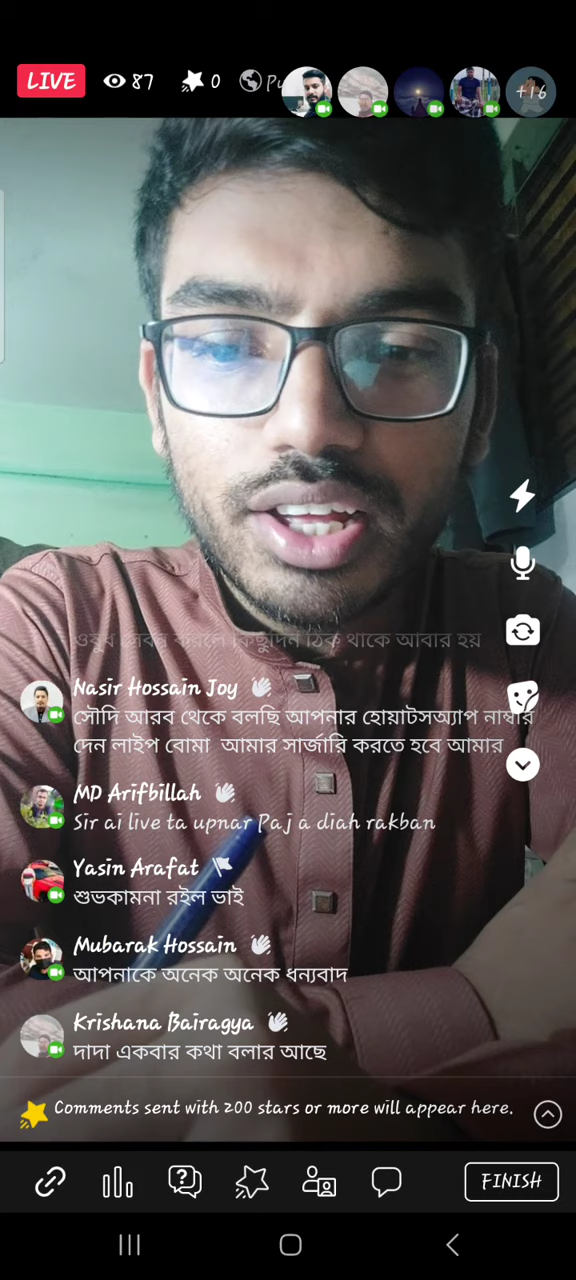 LIVE
87
0
Pu
+16
ওষুধ সেবন করলে কিছুদিন ঠিক থাকে আবার হয়
Nasir Hossain Joy
সৌদি আরব থেকে বলছি আপনার হোয়াটসঅ্যাপ নাম্বার
দেন লাইপ বোমা আমার সার্জারি করতে হবে আমার
MD Arifbillah
Sir ai live ta upnar Paj a diah rakban
Yasin Arafat
শুভকামনা রইল ভাই
Mubarak Hossain
আপনাকে অনেক অনেক ধন্যবাদ
Krishana Bairagya
দাদা একবার কথা বলার আছে
Comments sent with 200 stars or more will appear here.
FINISH